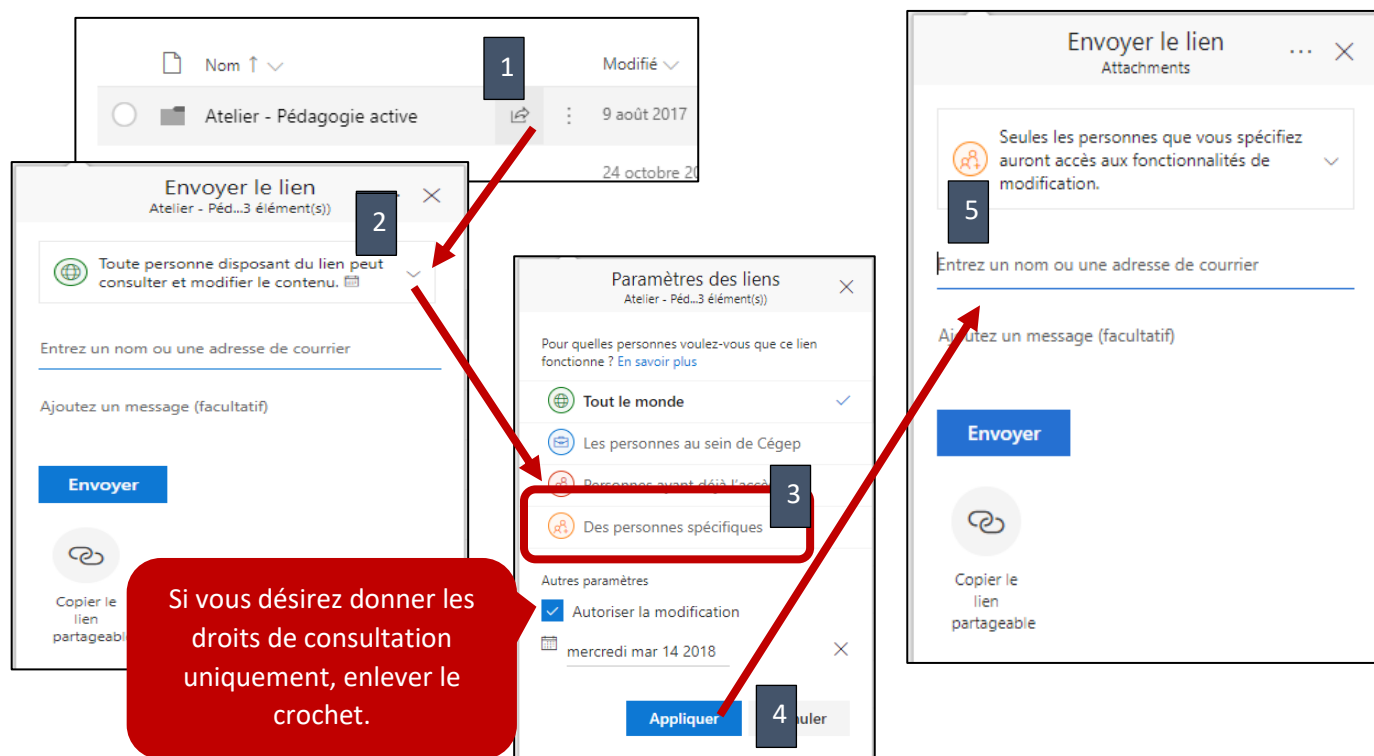 Nom ↑
Modifié
1
Atelier - Pédagogie active
9 août 2017
24 octobre 20
Envoyer le lien
Atelier - Péd...3 élément(s))
2
Toute personne disposant du lien peut
consulter et modifier le contenu.
Entrez un nom ou une adresse de courrier
Ajoutez un message (facultatif)
Envoyer
Copier le
lien
Si vous désirez donner les
droits de consultation
uniquement, enlever le
crochet.
Paramètres des liens
Atelier - Péd...3 élément(s))
Pour quelles personnes voulez-vous que ce lien
fonctionne ? En savoir plus
Tout le monde
Les personnes au sein de Cégep
Personnes ayant déjà l'accès
3
Des personnes spécifiques
Autres paramètres
Autoriser la modification
mercredi mar 14 2018
Appliquer
4
Envoyer le lien
...
Attachments
Seules les personnes que vous spécifiez
auront accès aux fonctionnalités de
modification.
5
Entrez un nom ou une adresse de courrier
Ajoutez un message (facultatif)
Envoyer
Copier le
lien
partageable